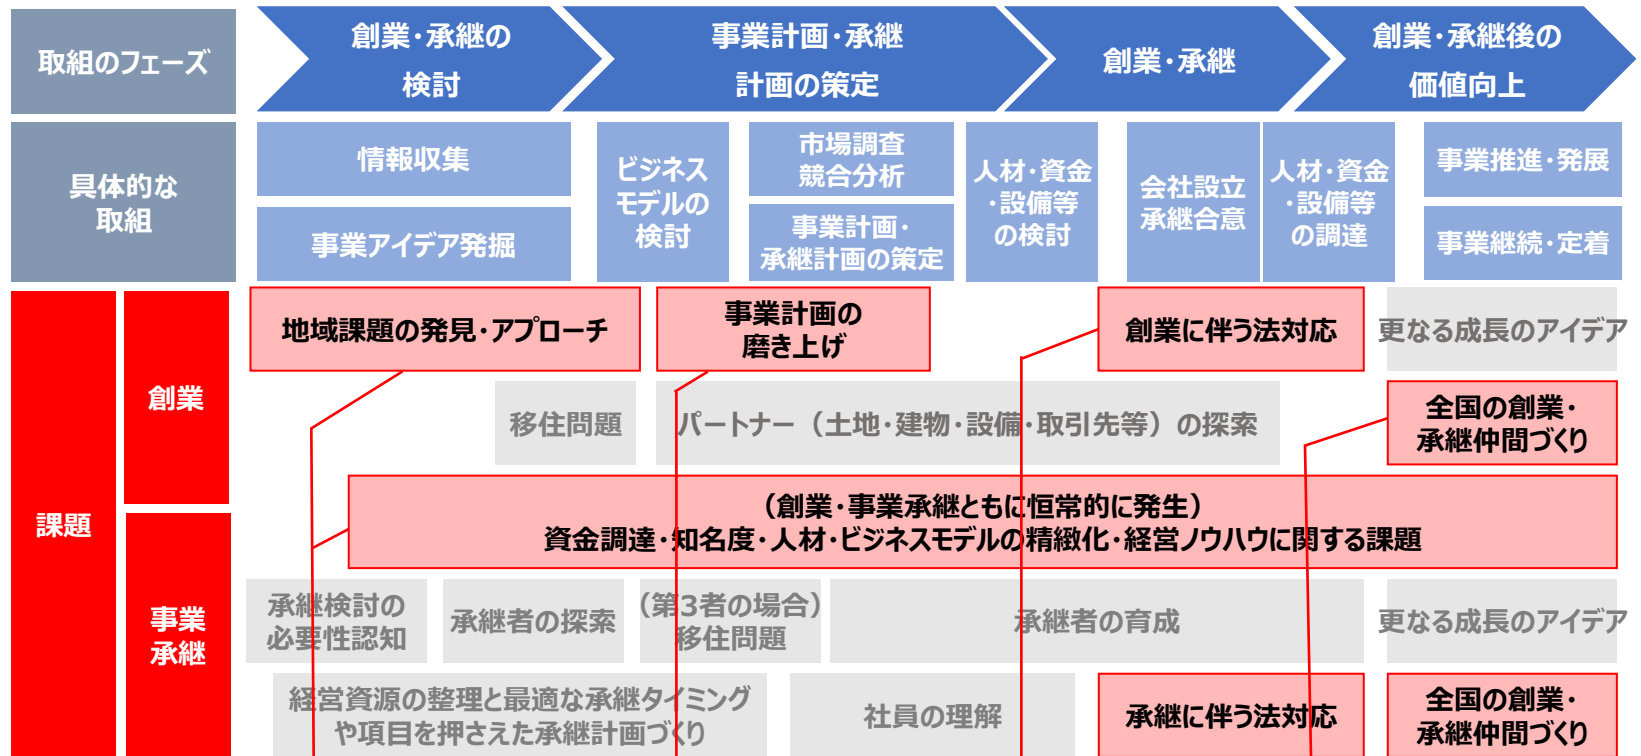 取組のフェーズ
創業・承継の
検討
事業計画・承継
計画の策定
創業・承継
創業・承継後の
価値向上
具体的な
取組
情報収集
事業アイデア発掘
ビジネス
モデルの
検討
市場調査
競合分析
事業計画・
承継計画の策定
人材・資金
・設備等
の検討
会社設立
承継合意
人材・資金
・設備等
の調達
事業推進・発展
事業継続・定着
課題
創業
地域課題の発見・アプローチ
事業計画の
磨き上げ
創業に伴う法対応
更なる成長のアイデア
移住問題
パートナー（土地・建物・設備・取引先等）の探索
全国の創業・
承継仲間づくり
（創業・事業承継ともに恒常的に発生）
資金調達・知名度・人材・ビジネスモデルの精緻化・経営ノウハウに関する課題
事業
承継
承継検討の
必要性認知
承継者の探索
（第3者の場合）
移住問題
承継者の育成
更なる成長のアイデア
経営資源の整理と最適な承継タイミング
や項目を押さえた承継計画づくり
社員の理解
承継に伴う法対応
全国の創業・
承継仲間づくり